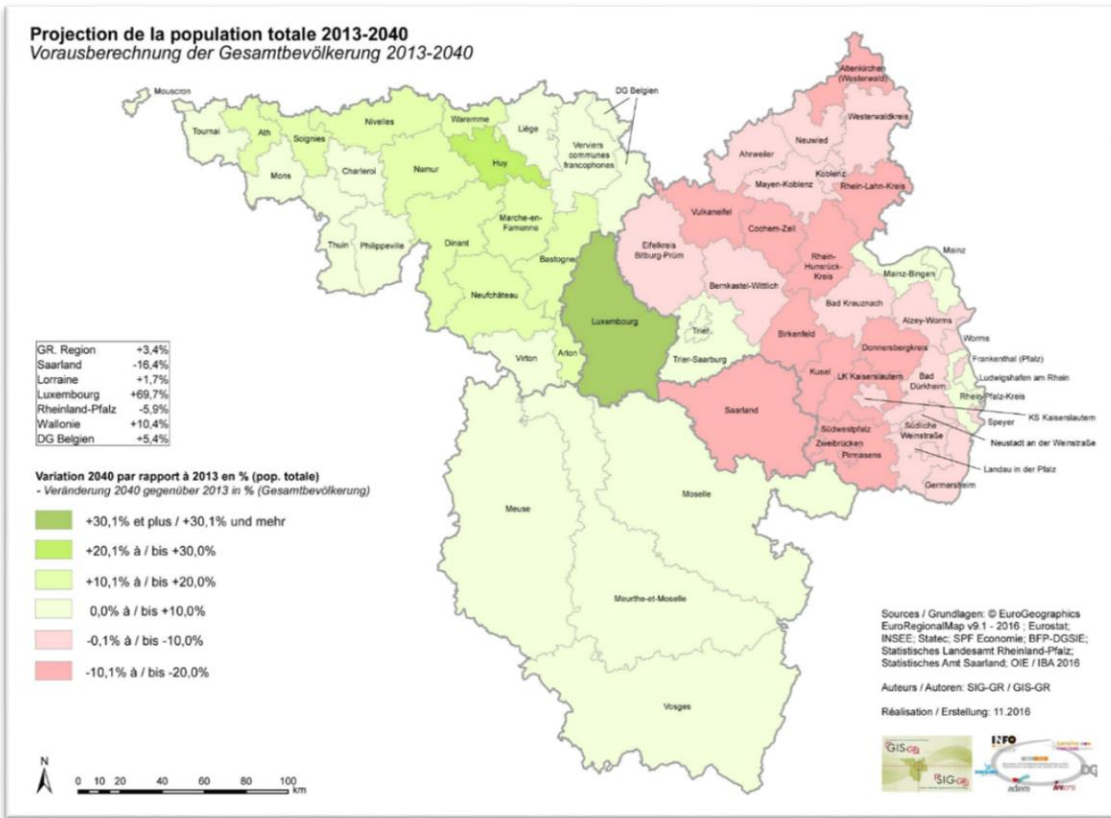 Projection de la population totale 2013-2040
Vorausberechnung der Gesamtbevölkerung 2013-2040
Mouscron
Tournai
Ath
Soignies
Nivelles
Waremme
Liège
DG Belgien
Verviers
communes
francophones
Huy
Mons
Charleroi
Namur
Thuin
Philippeville
Dinant
Marche-en-
Famenne
Bastogne
Neufchâteau
Virton
Arlon
Luxembourg
Altenkirchen
(Westerwald)
Westerwaldkreis
Neuwied
Ahrweiler
Koblenz
Mayen-Koblenz
Rhein-Lahn-Kreis
Vulkaneifel
Cochem-Zell
Eifelkreis
Bitburg-Prüm
Rhein-
Hunsrück-
Kreis
Bernkastel-Wittlich
Mainz
Mainz-Bingen
Bad Kreuznach
Alzey-Worms
Worms
Trier
Trier-Saarburg
Birkenfeld
Donnersbergkreis
Frankenthal (Pfalz)
Kusel
LK Kaiserslautern
Bad
Dürkheim
Ludwigshafen am Rhein
Rhein-Pfalz-Kreis
KS Kaiserslautern
Speyer
Saarland
Südwestpfalz
Zweibrücken
Pirmasens
Südliche
Weinstraße
Neustadt an der Weinstraße
Landau in der Pfalz
Germersheim
Meuse
Moselle
Meurthe-et-Moselle
Vosges
GR. Region +3,4%
Saarland -16,4%
Lorraine +1,7%
Luxembourg +69,7%
Rheinland-Pfalz -5,9%
Wallonie +10,4%
DG Belgien +5,4%
Variation 2040 par rapport à 2013 en % (pop. totale)
- Veränderung 2040 gegenüber 2013 in % (Gesamtbevölkerung)
+30,1% et plus / +30,1% und mehr
+20,1% à / bis +30,0%
+10,1% à / bis +20,0%
0,0% à / bis +10,0%
-0,1% à / bis -10,0%
-10,1% à / bis -20,0%
N
0 10 20 40 60 80 100
km
Sources / Grundlagen: © EuroGeographics
EuroRegionalMap v9.1 - 2016 ; Eurostat;
INSEE; Statec; SPF Economie; BFP-DGSIE;
Statistisches Landesamt Rheinland-Pfalz;
Statistisches Amt Saarland; OIE / IBA 2016
Auteurs / Autoren: SIG-GR / GIS-GR
Réalisation / Erstellung: 11.2016
GIS-GR
SIG-GR
INFO
adem
DG